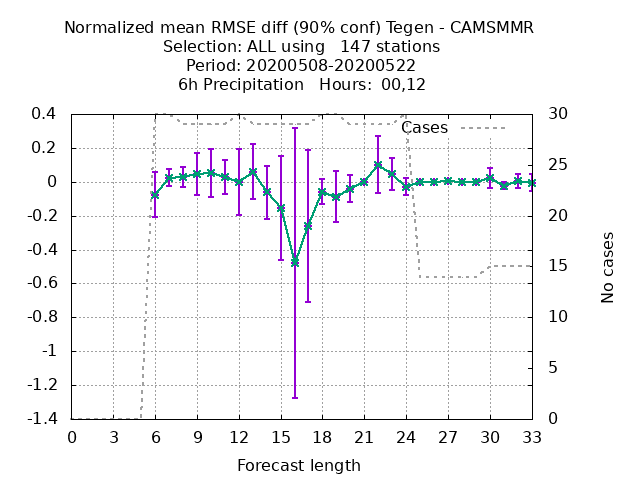 Normalized mean RMSE diff (90% conf) Tegen - CAMSMMR
Selection: ALL using   147 stations
Period: 20200508-20200522
6h Precipitation   Hours:  00,12
0.4
0.2
0
-0.2
-0.4
-0.6
-0.8
-1
-1.2
-1.4
Cases
30
25
20
15
10
5
0
No cases
0 3 6 9 12 15 18 21 24 27 30 33
Forecast length